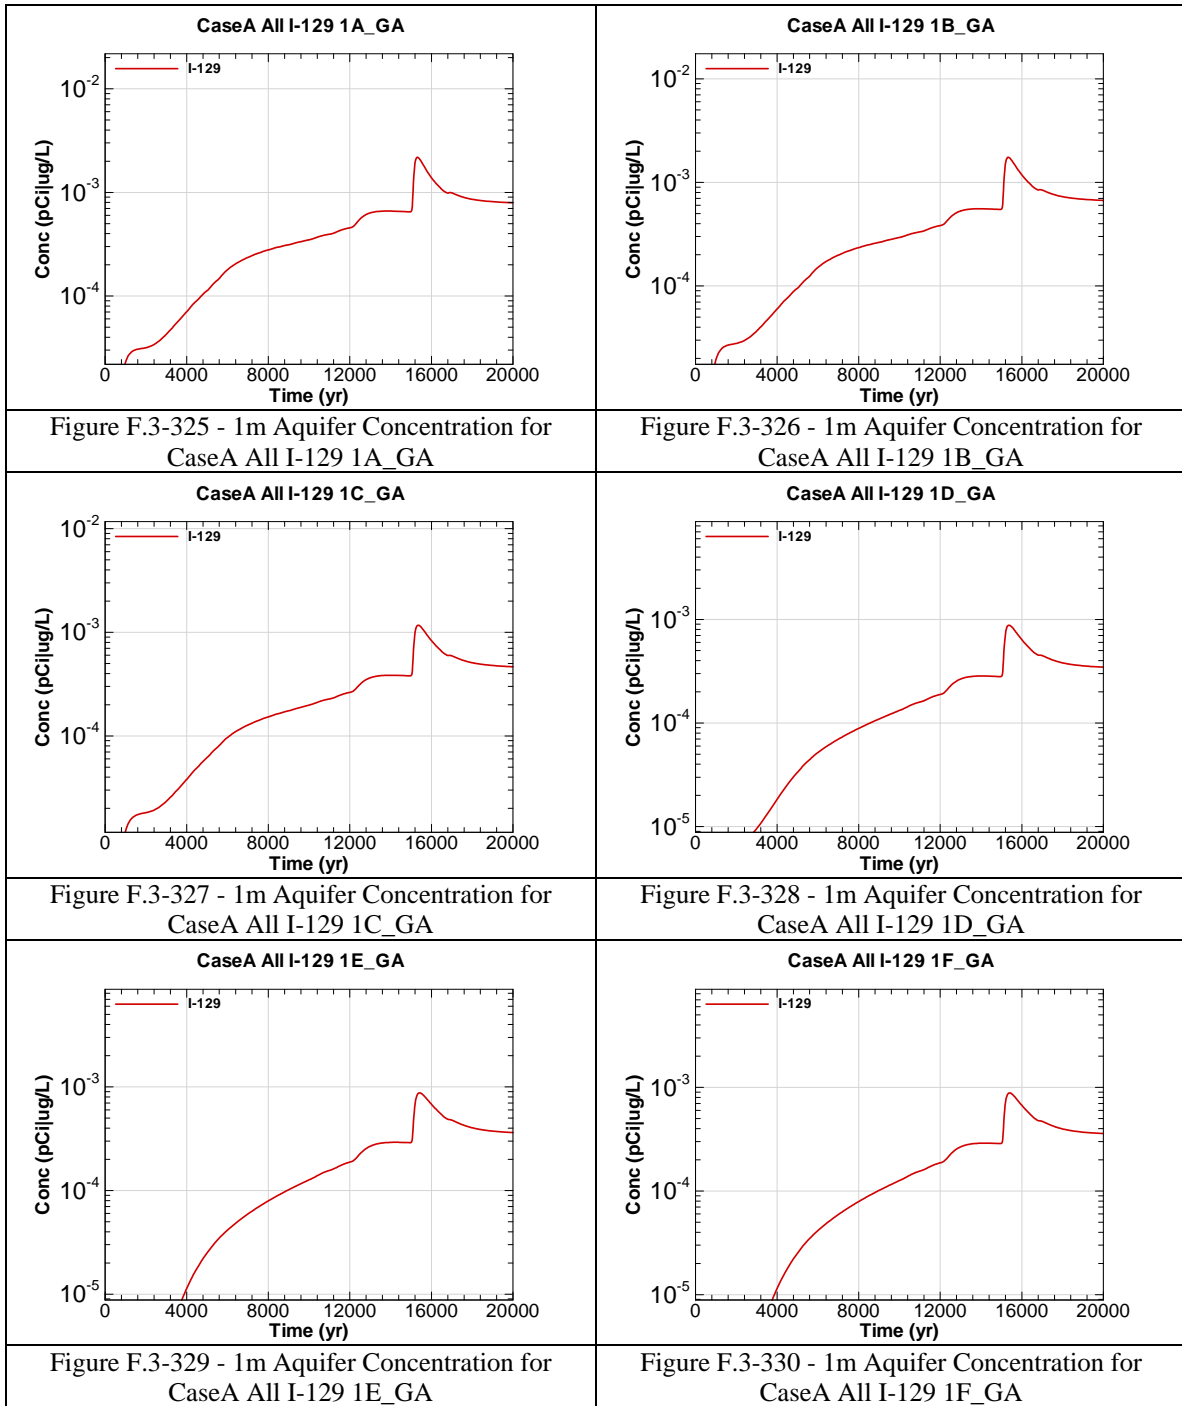 CaseA All I-129 1A_GA
I-129
10-2
10-3
10-4
Conc (pCi|ug/L)
0 4000 8000 12000 16000 20000
Time (yr)
Figure F.3-325 - 1m Aquifer Concentration for
CaseA All I-129 1A_GA
CaseA All I-129 1B_GA
I-129
10-2
10-3
10-4
Conc (pCi|ug/L)
0 4000 8000 12000 16000 20000
Time (yr)
Figure F.3-326 - 1m Aquifer Concentration for
CaseA All I-129 1B_GA
CaseA All I-129 1C_GA
I-129
10-2
10-3
10-4
Conc (pCi|ug/L)
0 4000 8000 12000 16000 20000
Time (yr)
Figure F.3-327 - 1m Aquifer Concentration for
CaseA All I-129 1C_GA
CaseA All I-129 1D_GA
I-129
10-3
10-4
10-5
Conc (pCi|ug/L)
0 4000 8000 12000 16000 20000
Time (yr)
Figure F.3-328 - 1m Aquifer Concentration for
CaseA All I-129 1D_GA
CaseA All I-129 1E_GA
I-129
10-3
10-4
10-5
Conc (pCi|ug/L)
0 4000 8000 12000 16000 20000
Time (yr)
Figure F.3-329 - 1m Aquifer Concentration for
CaseA All I-129 1E_GA
CaseA All I-129 1F_GA
I-129
10-3
10-4
10-5
Conc (pCi|ug/L)
0 4000 8000 12000 16000 20000
Time (yr)
Figure F.3-330 - 1m Aquifer Concentration for
CaseA All I-129 1F_GA